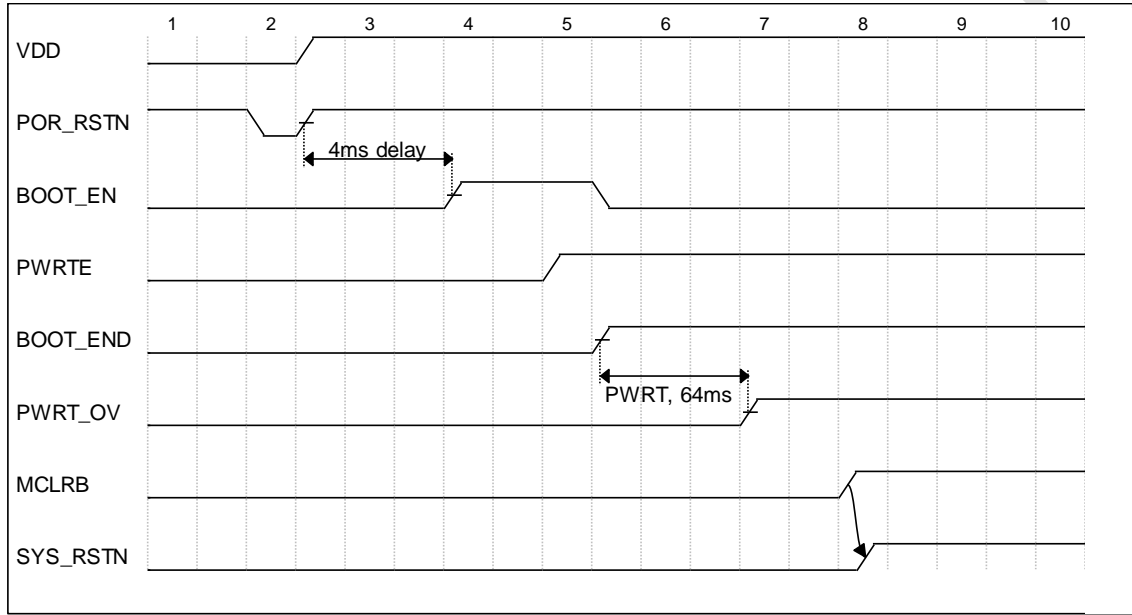 1 2 3 4 5 6 7 8 9 10
VDD
POR_RSTN
4ms delay
BOOT_EN
PWRTE
BOOT_END
PWRT, 64ms
PWRT_OV
MCLRB
SYS_RSTN